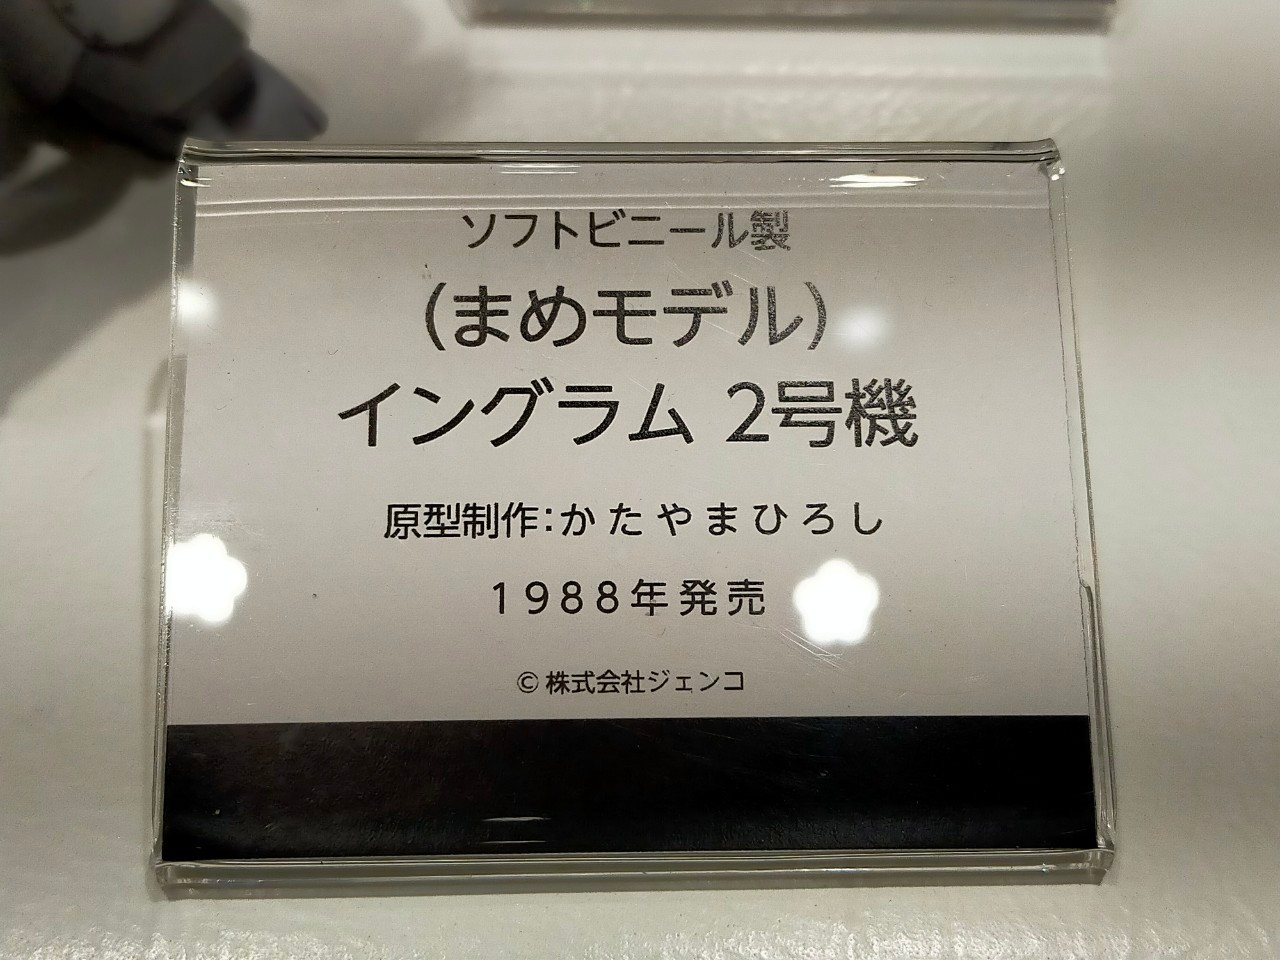 ソフトビニール製
(まめモデル)
イングラム 2号機
原型制作:かたやまひろし
1988年発売
© 株式会社ジェンコ